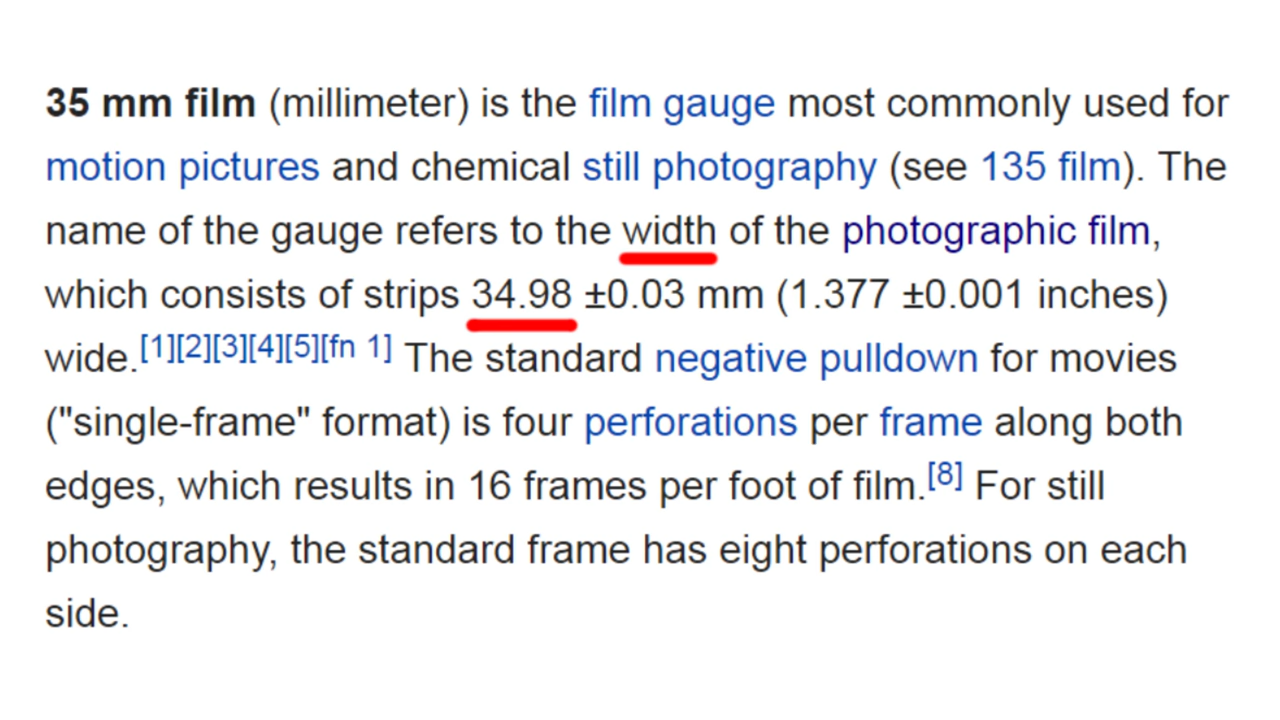 35 mm film (millimeter) is the film gauge most commonly used for
motion pictures and chemical still photography (see 135 film). The
name of the gauge refers to the width of the photographic film,
which consists of strips 34.98 ±0.03 mm (1.377 ±0.001 inches)
wide.[1][2][3][4][5][fn 1] The standard negative pulldown for movies
("single-frame" format) is four perforations per frame along both
edges, which results in 16 frames per foot of film.[8] For still
photography, the standard frame has eight perforations on each
side.